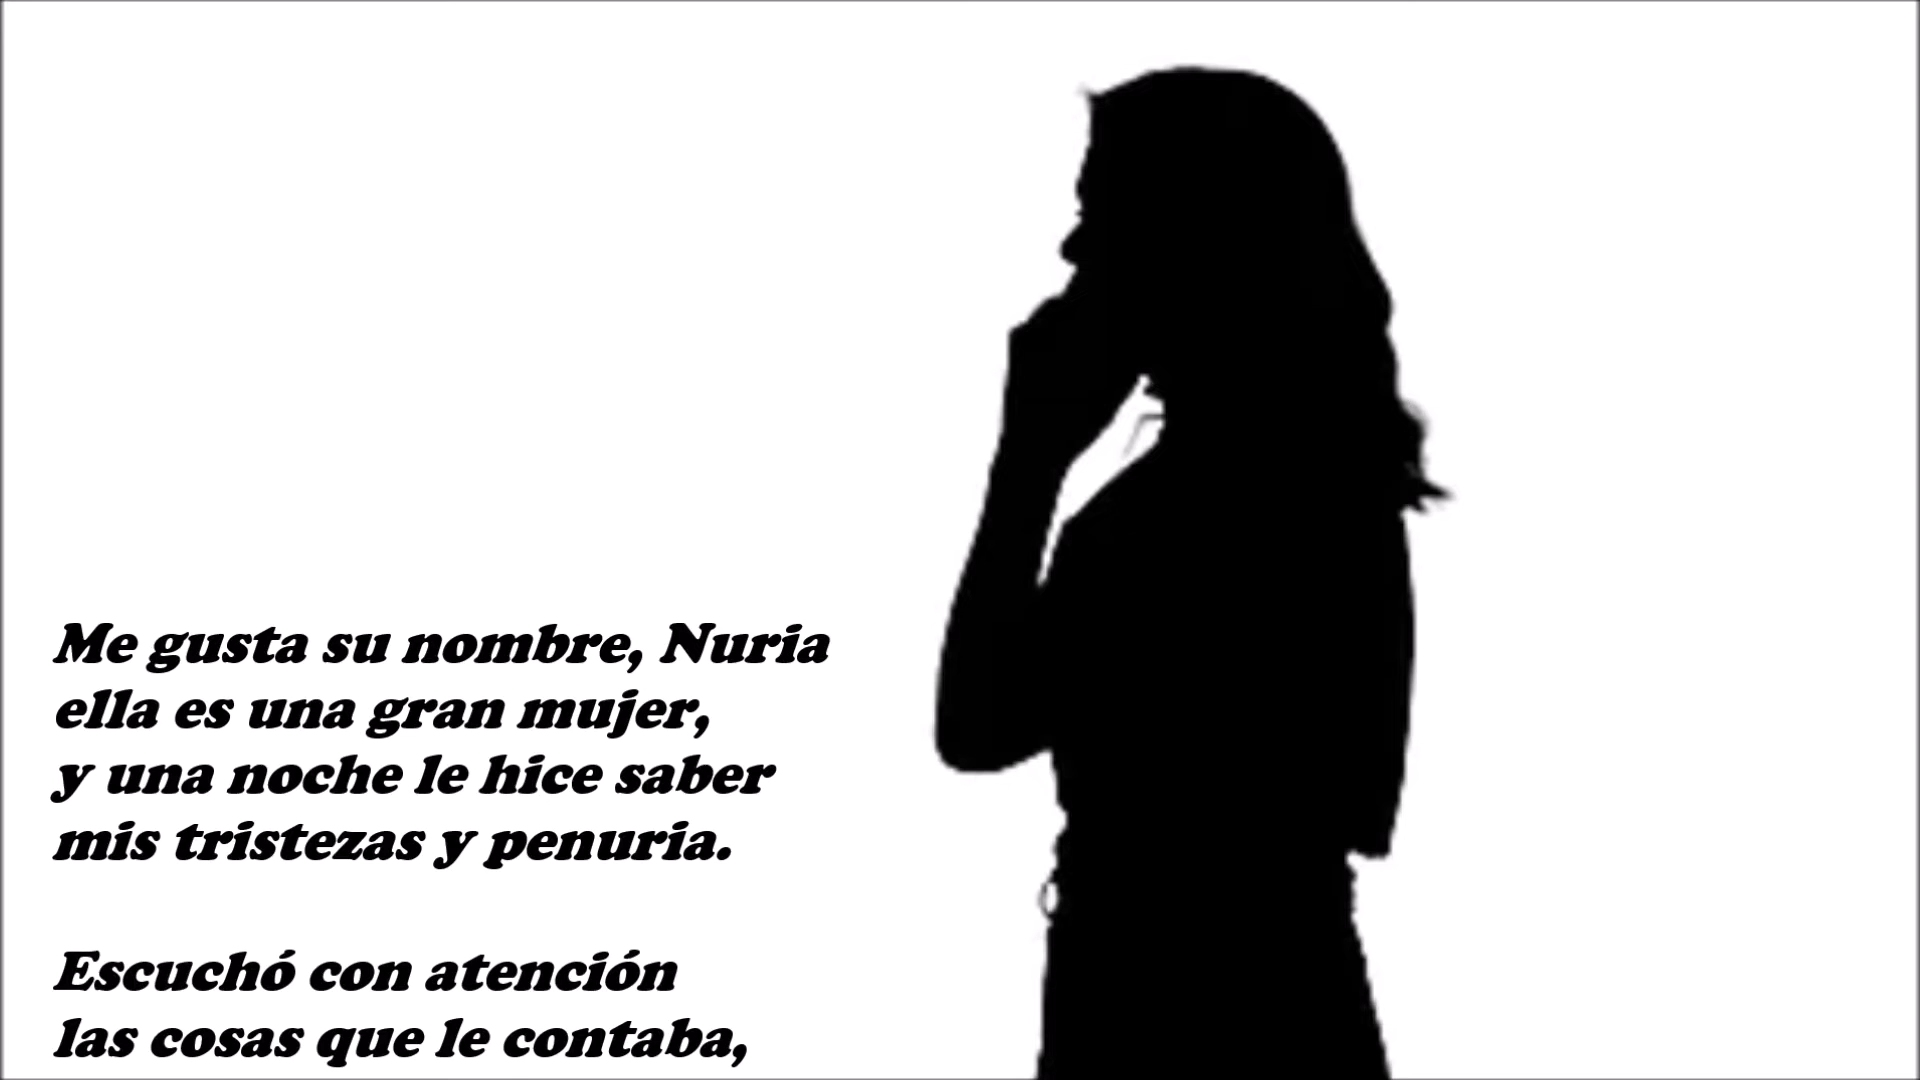 Me gusta su nombre, Nuria
ella es una gran mujer,
y una noche le hice saber
mis tristezas y penuria.
Escuchó con atención
las cosas que le contaba,